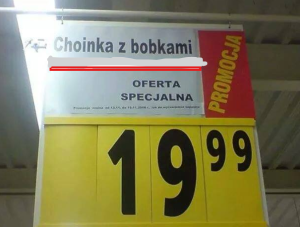 Choinka z bobkami
PROMOCJA
OFERTA
SPECJALNA
19 99